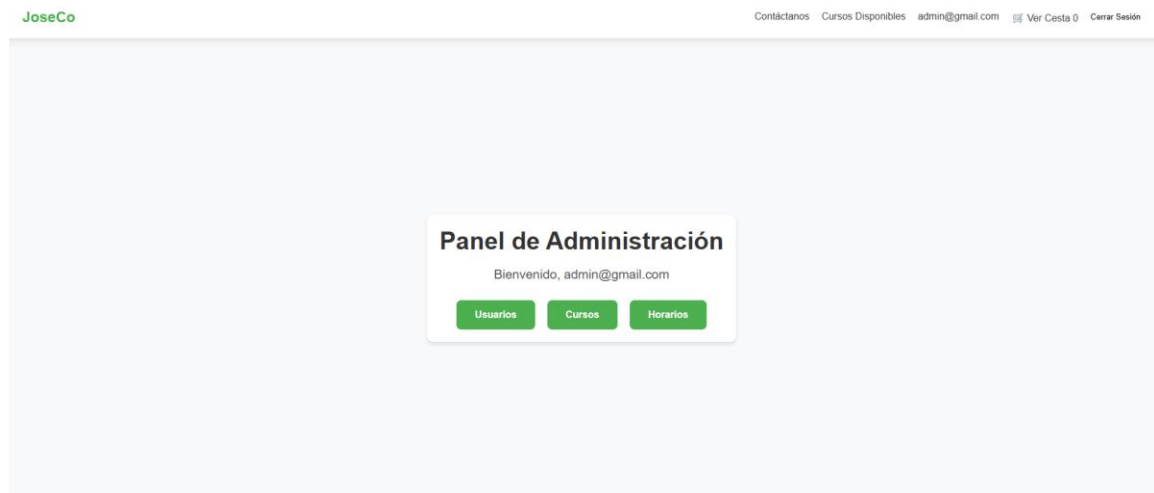 JoseCo
Contáctanos Cursos Disponibles admin@gmail.com 🛒 Ver Cesta 0 Cerrar Sesión
Panel de Administración
Bienvenido, admin@gmail.com
Usuarios Cursos Horarios